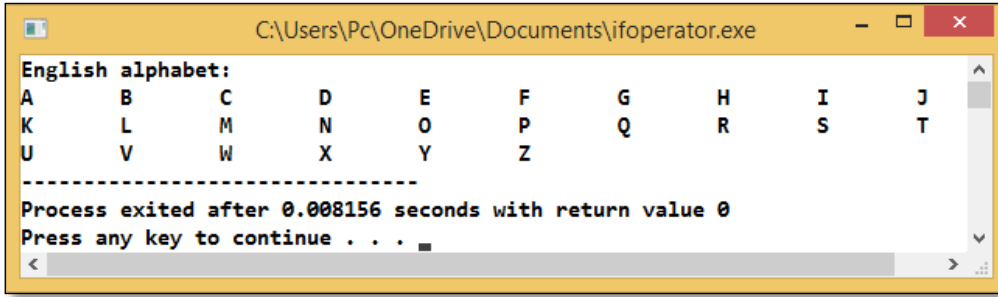 C:\Users\Pc\OneDrive\Documents\ifoperator.exe
English alphabet:
A B C D E F G H I J
K L M N O P Q R S T
U V W X Y Z
--------------------------------
Process exited after 0.008156 seconds with return value 0
Press any key to continue . . .